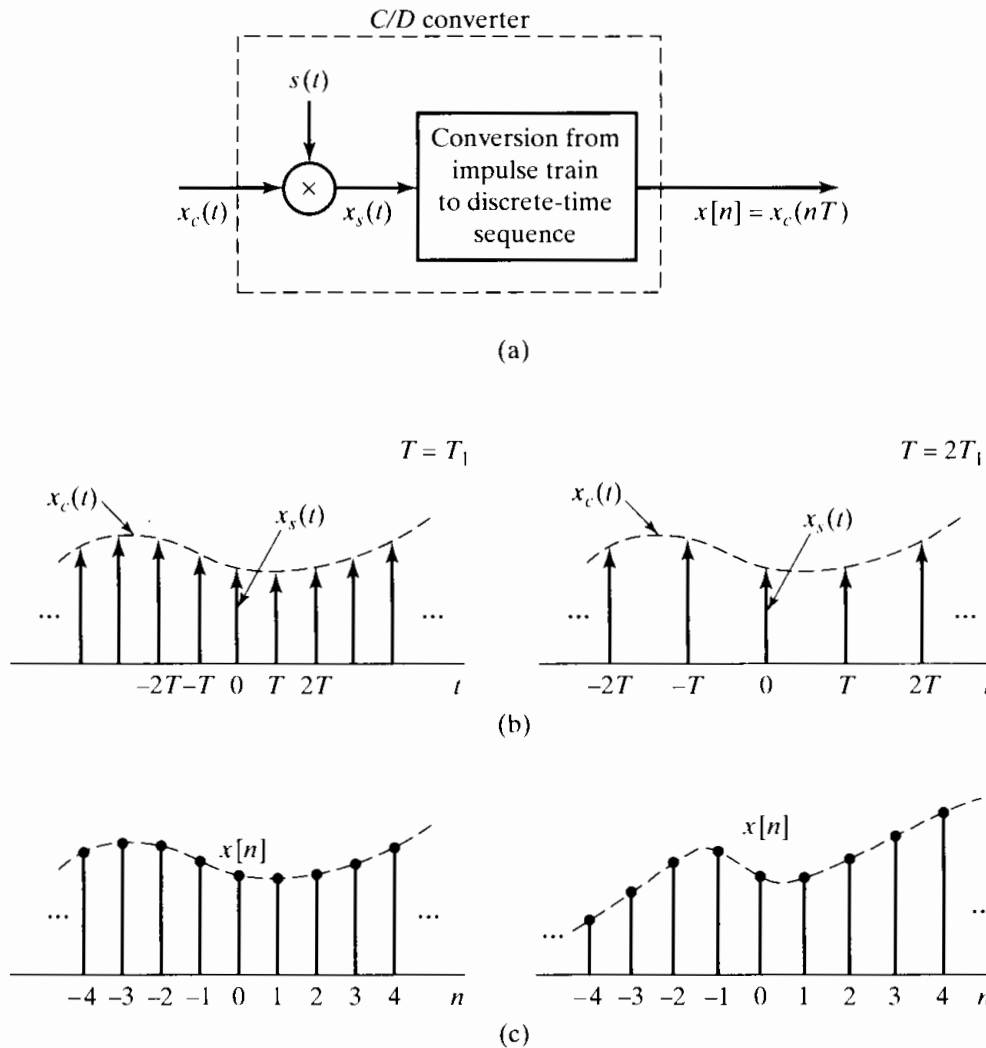 C/D converter
s(t)
×
Conversion from
impulse train
to discrete-time
sequence
x_c(t)
x_s(t)
x[n] = x_c(nT)
(a)
T = T_1
x_c(t)
x_s(t)
...
...
-2T -T 0 T 2T t
T = 2T_1
x_c(t)
x_s(t)
...
...
-2T -T 0 T 2T
(b)
x[n]
...
...
-4 -3 -2 -1 0 1 2 3 4 n
x[n]
...
...
-4 -3 -2 -1 0 1 2 3 4 n
(c)